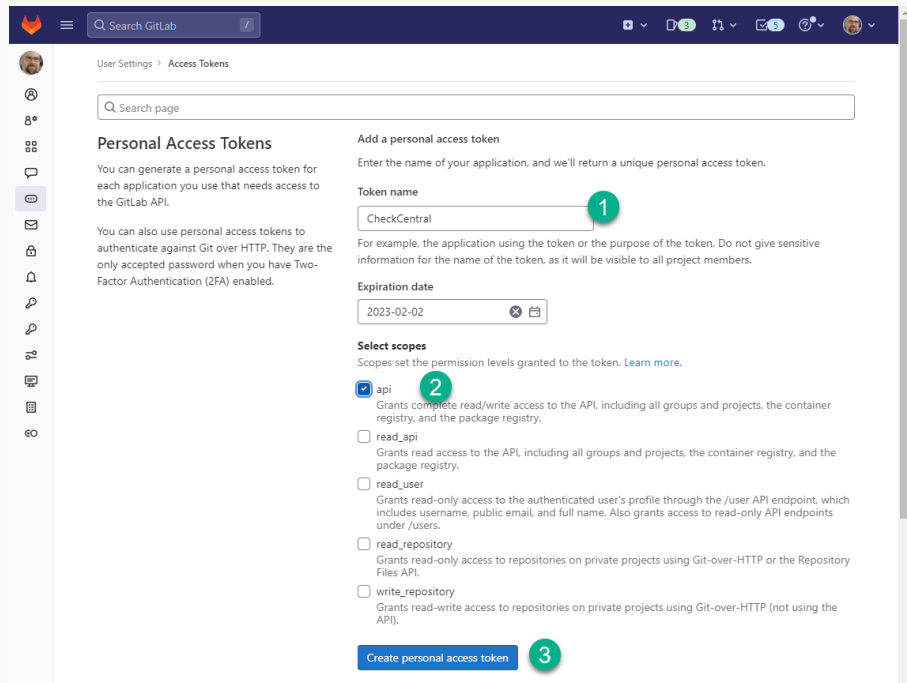 Search GitLab /
3
5
User Settings > Access Tokens
Search page
Personal Access Tokens
You can generate a personal access token for
each application you use that needs access to
the GitLab API.
You can also use personal access tokens to
authenticate against Git over HTTP. They are the
only accepted password when you have Two-
Factor Authentication (2FA) enabled.
Add a personal access token
Enter the name of your application, and we'll return a unique personal access token.
Token name
1
CheckCentral
For example, the application using the token or the purpose of the token. Do not give sensitive
information for the name of the token, as it will be visible to all project members.
Expiration date
2023-02-02
Select scopes
Scopes set the permission levels granted to the token. Learn more.
api
2
Grants complete read/write access to the API, including all groups and projects, the container
registry, and the package registry.
read_api
Grants read access to the API, including all groups and projects, the container registry, and the
package registry.
read_user
Grants read-only access to the authenticated user's profile through the /user API endpoint, which
includes username, public email, and full name. Also grants access to read-only API endpoints
under /users.
read_repository
Grants read-only access to repositories on private projects using Git-over-HTTP or the Repository
Files API.
write_repository
Grants read-write access to repositories on private projects using Git-over-HTTP (not using the
API).
Create personal access token
3